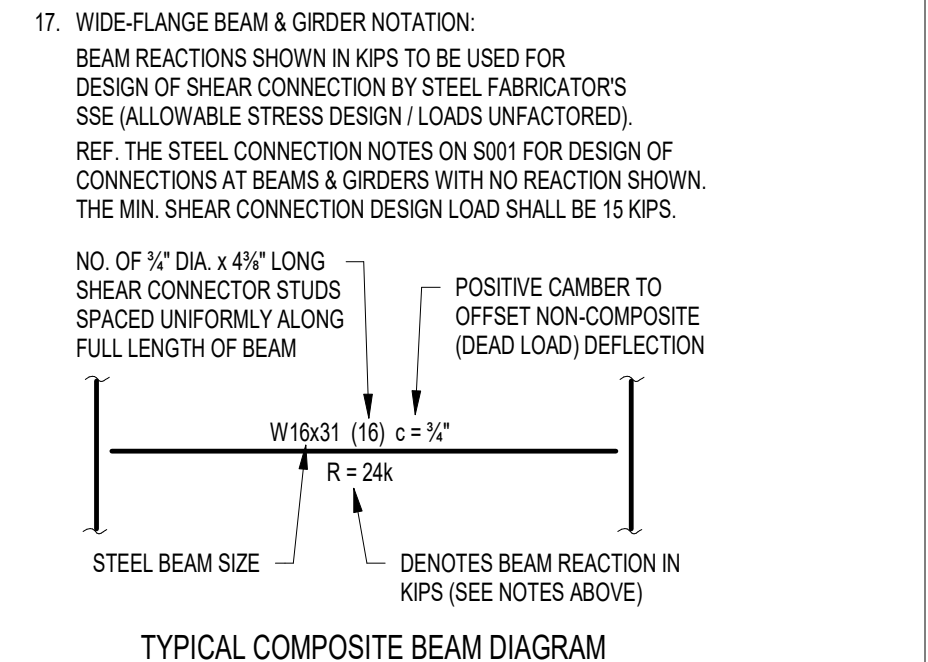 17. WIDE-FLANGE BEAM & GIRDER NOTATION:
BEAM REACTIONS SHOWN IN KIPS TO BE USED FOR
DESIGN OF SHEAR CONNECTION BY STEEL FABRICATOR'S
SSE (ALLOWABLE STRESS DESIGN / LOADS UNFACTORED).
REF. THE STEEL CONNECTION NOTES ON S001 FOR DESIGN OF
CONNECTIONS AT BEAMS & GIRDERS WITH NO REACTION SHOWN.
THE MIN. SHEAR CONNECTION DESIGN LOAD SHALL BE 15 KIPS.
NO. OF ¾" DIA. x 4⅜" LONG
SHEAR CONNECTOR STUDS
SPACED UNIFORMLY ALONG
FULL LENGTH OF BEAM
POSITIVE CAMBER TO
OFFSET NON-COMPOSITE
(DEAD LOAD) DEFLECTION
W16x31 (16) c = ¾"
R = 24k
STEEL BEAM SIZE
DENOTES BEAM REACTION IN
KIPS (SEE NOTES ABOVE)
TYPICAL COMPOSITE BEAM DIAGRAM